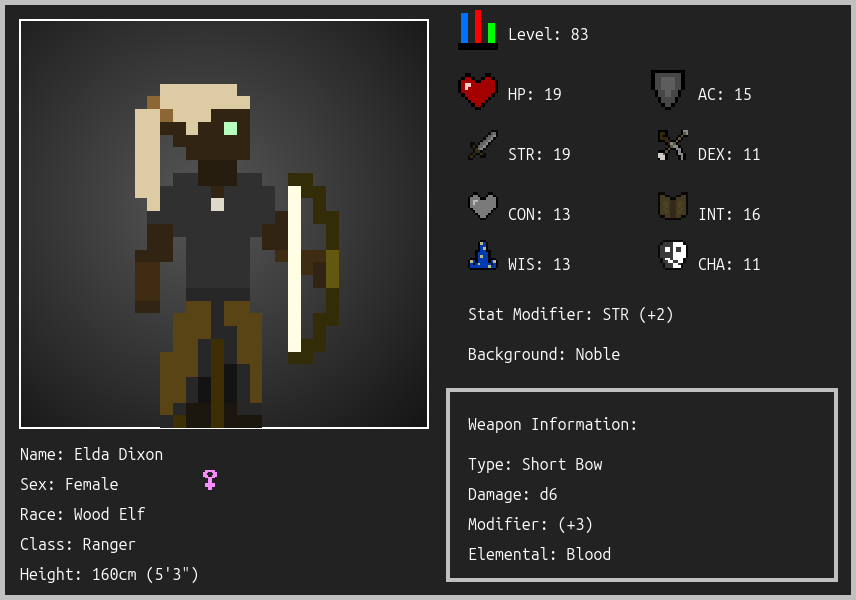 Level: 83
HP: 19
AC: 15
STR: 19
DEX: 11
CON: 13
INT: 16
WIS: 13
CHA: 11
Stat Modifier: STR (+2)
Background: Noble
Weapon Information:
Type: Short Bow
Damage: d6
Modifier: (+3)
Elemental: Blood
Name: Elda Dixon
Sex: Female
Race: Wood Elf
Class: Ranger
Height: 160cm (5'3")